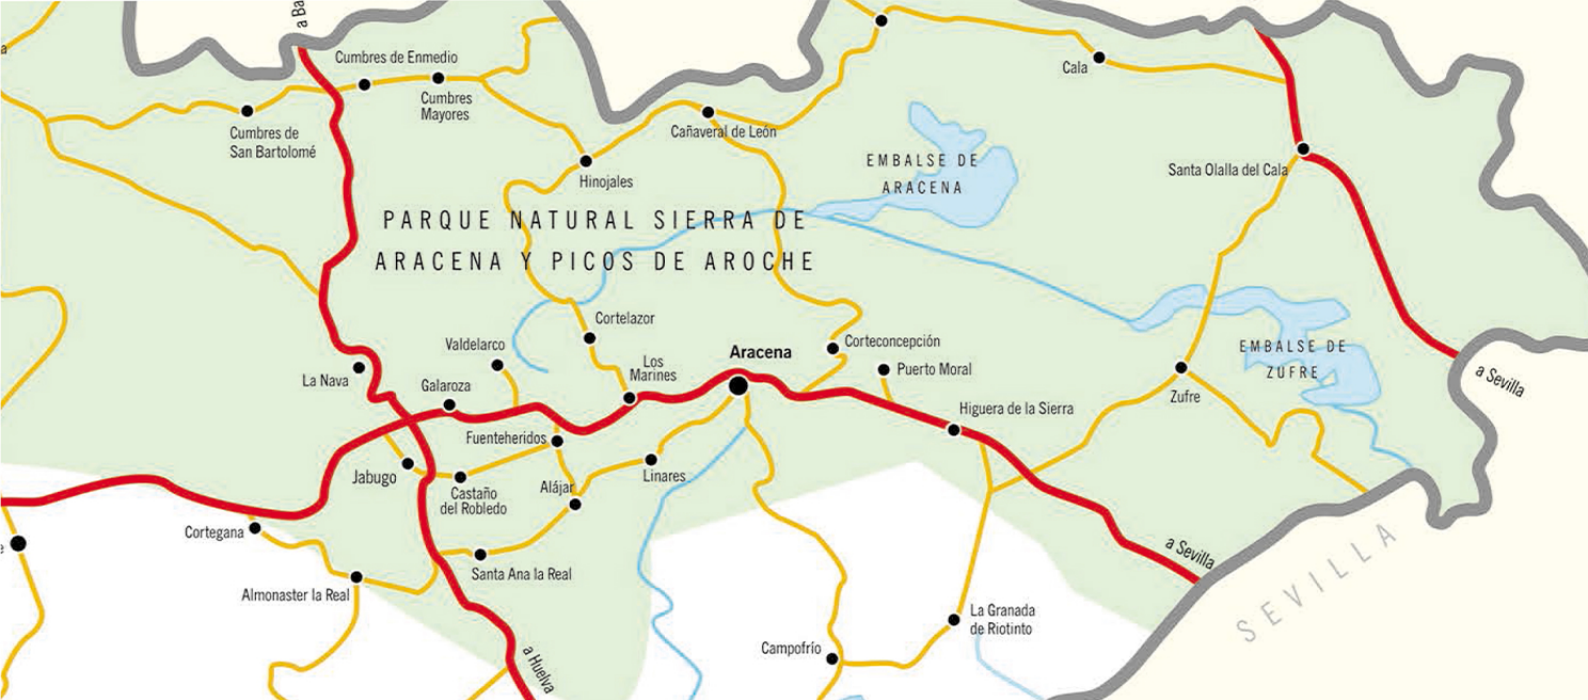 a Ba
a
Cumbres de Enmedio
Cala
Cumbres
Mayores
Cumbres de
San Bartolomé
Cañaveral de León
EMBALSE DE
ARACENA
Santa Olalla del Cala
Hinojales
PARQUE NATURAL SIERRA DE
ARACENA Y PICOS DE AROCHE
Cortelazor
Valdelarco
Aracena
Corteconcepción
EMBALSE DE
ZUFRE
Los
Marines
Puerto Moral
La Nava
Galaroza
a Sevilla
Zufre
Higuera de la Sierra
Fuenteheridos
Jabugo
Linares
Castaño
del Robledo
Alájar
Cortegana
SEVILLA
e
a Sevilla
Santa Ana la Real
Almonaster la Real
La Granada
de Riotinto
Campofrío
a Huelva